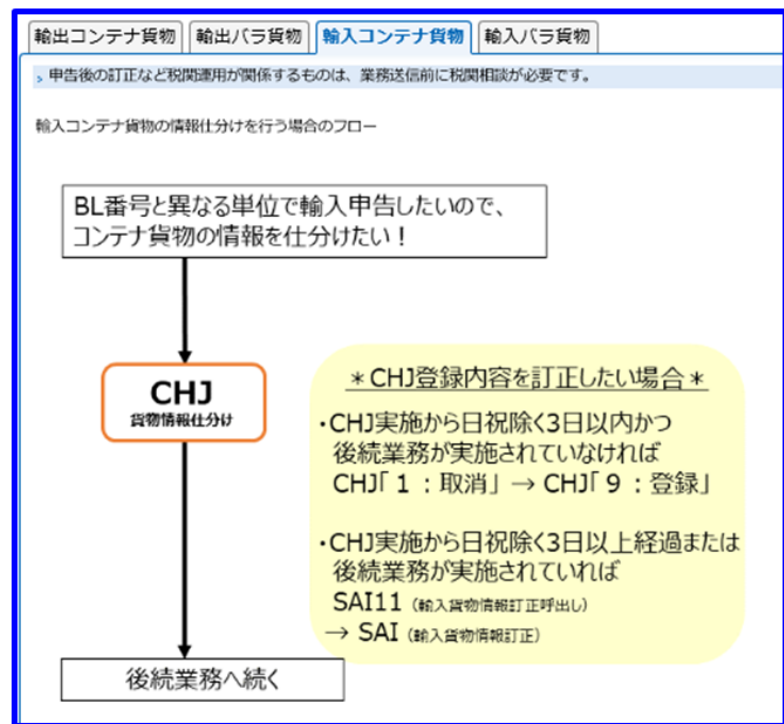 輸出コンテナ貨物 輸出バラ貨物 輸入コンテナ貨物 輸入バラ貨物
申告後の訂正など税関運用が関係するものは、業務送信前に税関相談が必要です。
輸入コンテナ貨物の情報仕分けを行う場合のフロー
BL番号と異なる単位で輸入申告したいので、
コンテナ貨物の情報を仕分けたい！
CHJ
貨物情報仕分け
＊CHJ登録内容を訂正したい場合＊
・CHJ実施から日祝除く3日以内かつ
後続業務が実施されていなければ
CHJ「１：取消」→ CHJ「９：登録」
・CHJ実施から日祝除く3日以上経過または
後続業務が実施されていれば
SAI11（輸入貨物情報訂正呼出し）
→ SAI（輸入貨物情報訂正）
後続業務へ続く